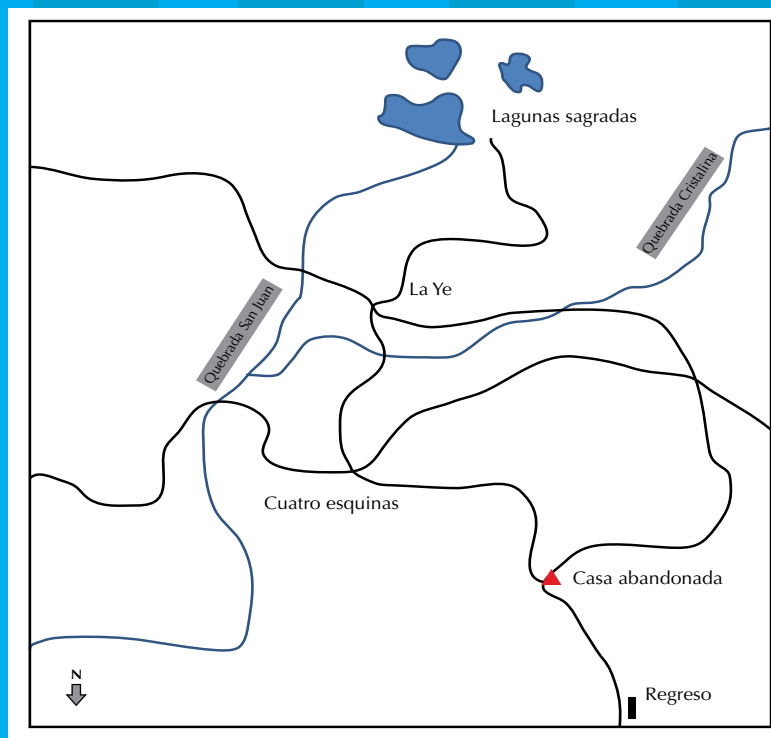 Lagunas sagradas
Quebrada Cristalina
La Ye
Quebrada San Juan
Cuatro esquinas
Casa abandonada
N
Regreso